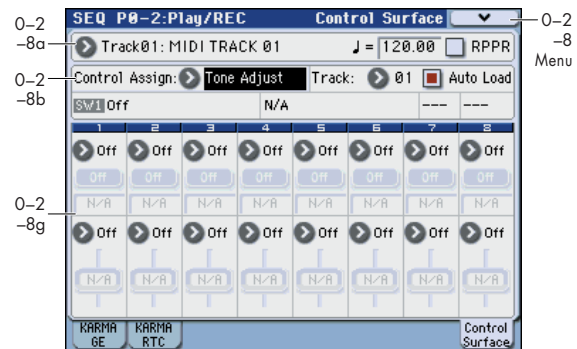 SEQ P0-2:Play/REC Control Surface
0–2
–8a
Track01: MIDI TRACK 01 ♩= 120.00 RPPR
0–2
–8
Menu
0–2
–8b
Control Assign: Tone Adjust Track: 01 Auto Load
SW1 Off N/A --- ---
1 2 3 4 5 6 7 8
Off Off Off Off Off Off Off Off
Off Off Off Off Off Off Off Off
N/A N/A N/A N/A N/A N/A N/A N/A
0–2
–8g
Off Off Off Off Off Off Off Off
N/A N/A N/A N/A N/A N/A N/A N/A
KARMA GE
KARMA RTC
Control Surface